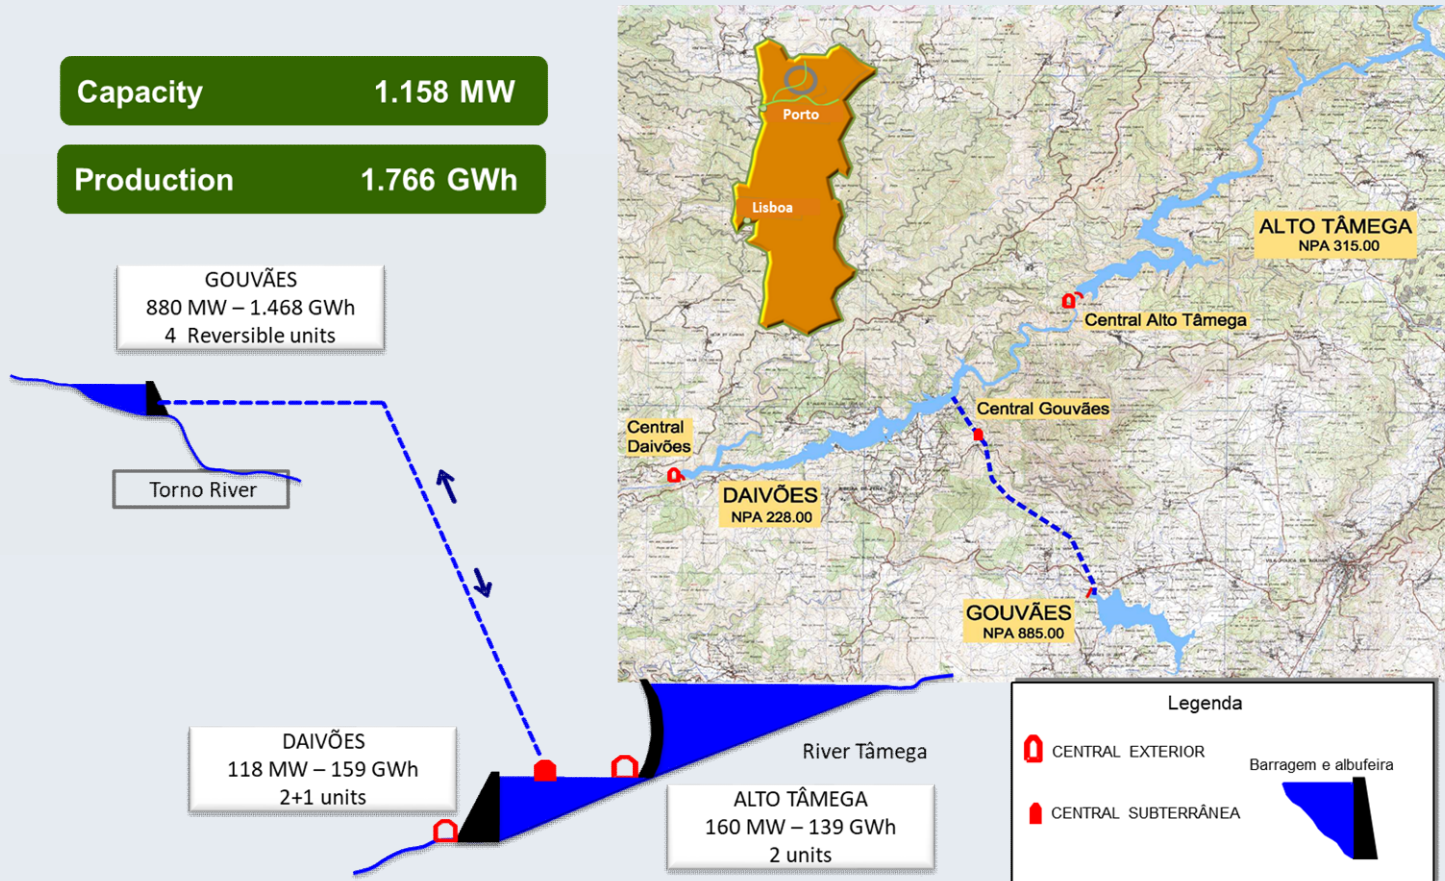 Capacity 1.158 MW
Production 1.766 GWh
GOUVÃES
880 MW – 1.468 GWh
4 Reversible units
Torno River
DAIVÕES
118 MW – 159 GWh
2+1 units
River Tâmega
ALTO TÂMEGA
160 MW – 139 GWh
2 units
Porto
Lisboa
ALTO TÂMEGA
NPA 315.00
Central Alto Tâmega
Central Gouvães
Central
Daivões
DAIVÕES
NPA 228.00
GOUVÃES
NPA 885.00
Legenda
CENTRAL EXTERIOR
Barragem e albufeira
CENTRAL SUBTERRÂNEA